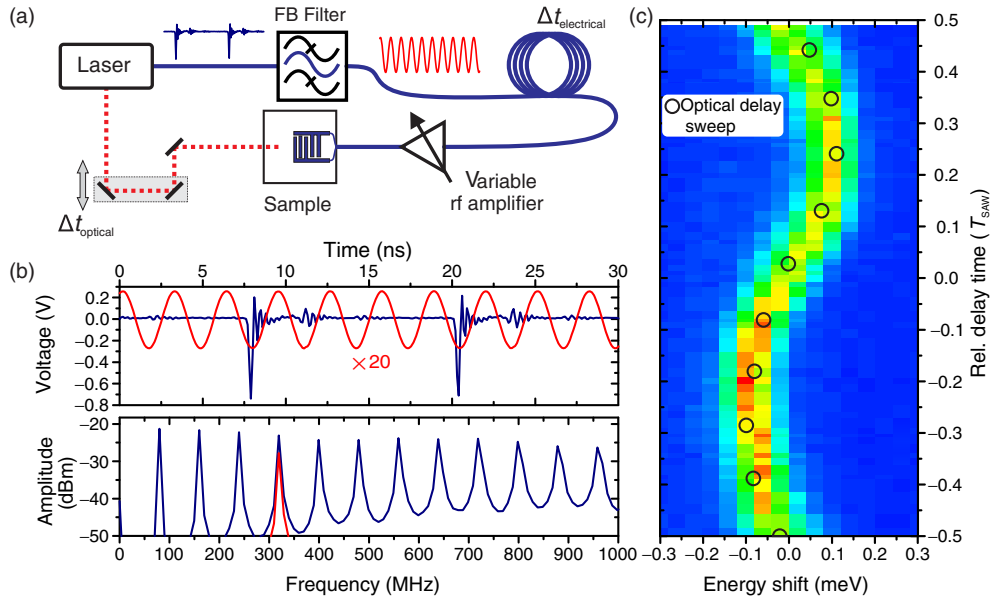 (a)
FB Filter
Δt_electrical
Laser
Sample
Variable
rf amplifier
Δt_optical
(b)
Time (ns)
0 5 10 15 20 25 30
Voltage (V)
0.2
0.0
−0.2
−0.4
−0.6
−0.8
×20
Amplitude
(dBm)
−20
−30
−40
−50
0 100 200 300 400 500 600 700 800 900 1000
Frequency (MHz)
(c)
Optical delay
sweep
0.5
0.4
0.3
0.2
0.1
0.0
−0.1
−0.2
−0.3
−0.4
−0.5
Rel. delay time (T_SAW)
−0.3 −0.2 −0.1 0.0 0.1 0.2 0.3
Energy shift (meV)